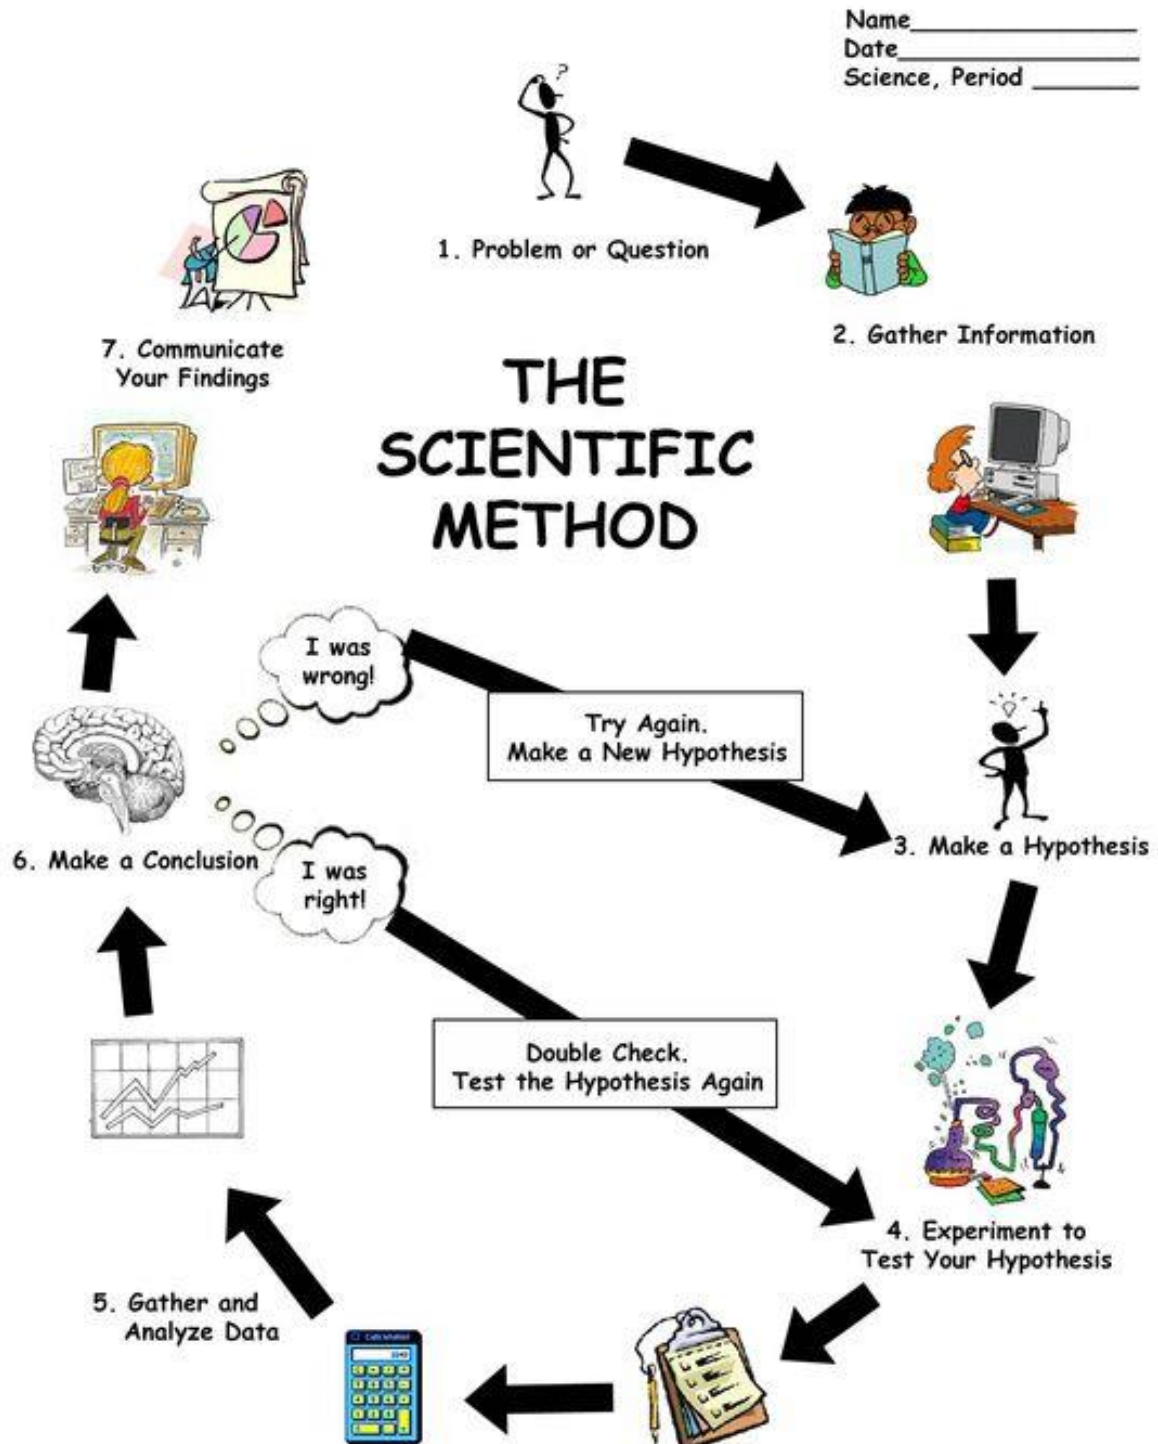 Name
Date
Science, Period
1. Problem or Question
2. Gather Information
7. Communicate
Your Findings
THE
SCIENTIFIC
METHOD
I was
wrong!
Try Again.
Make a New Hypothesis
3. Make a Hypothesis
6. Make a Conclusion
I was
right!
Double Check.
Test the Hypothesis Again
4. Experiment to
Test Your Hypothesis
5. Gather and
Analyze Data